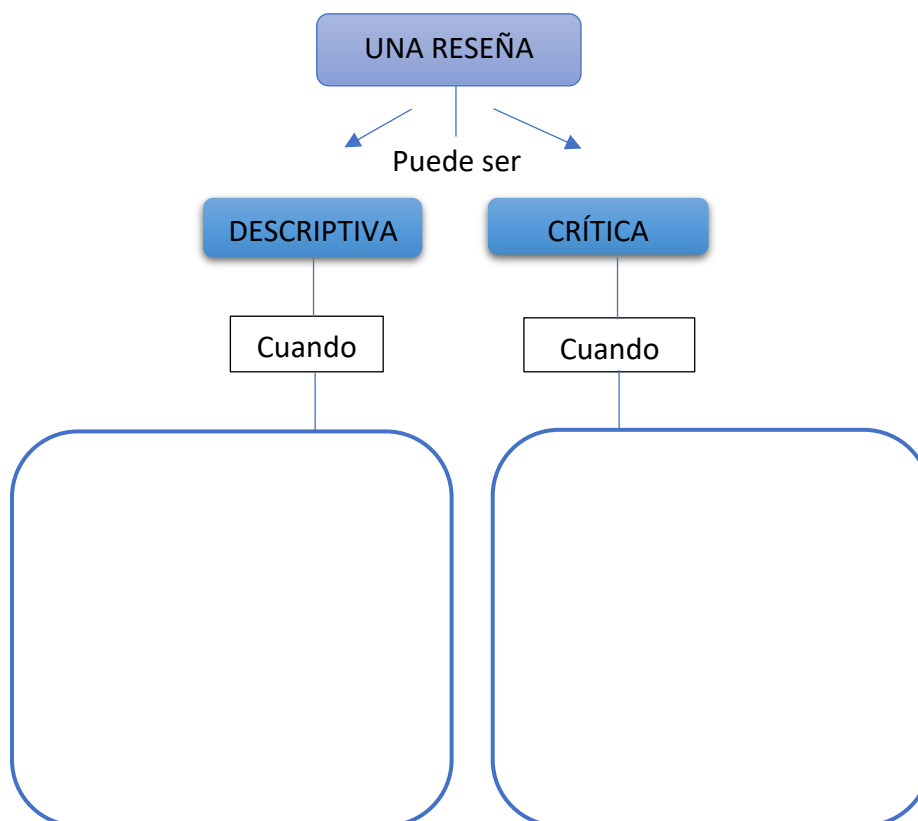 UNA RESEÑA
Puede ser
DESCRIPTIVA
CRÍTICA
Cuando
Cuando